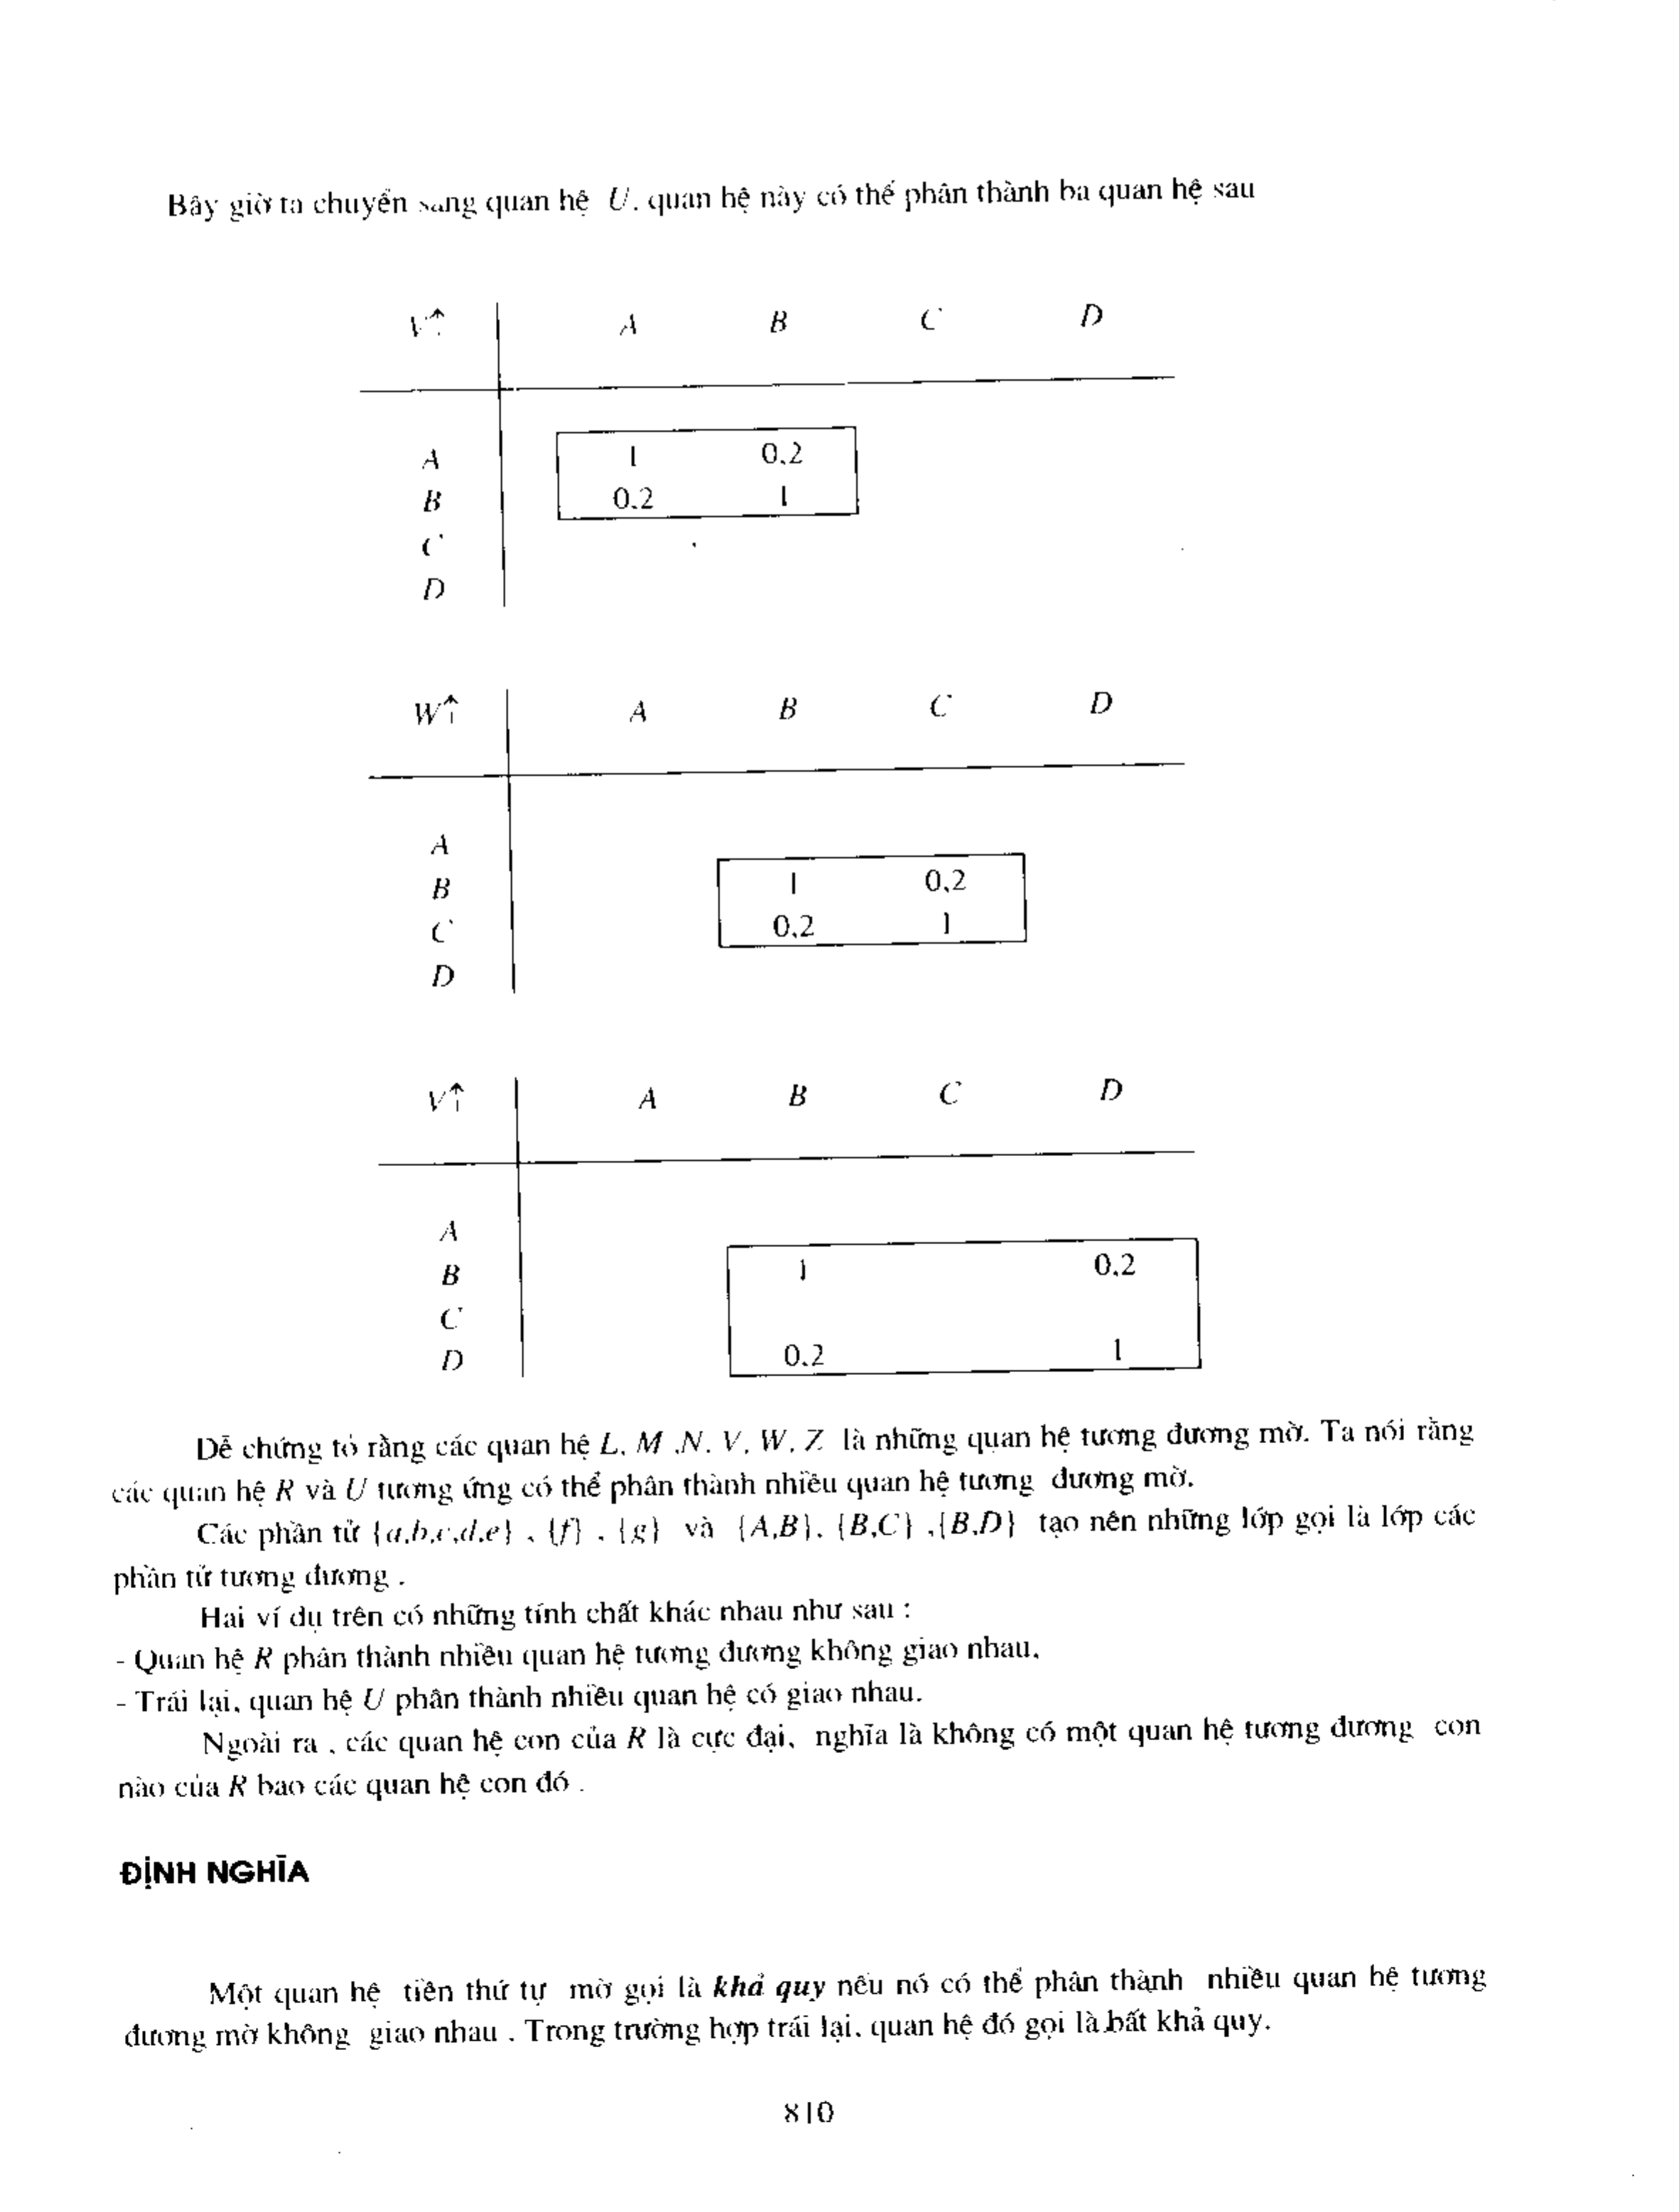 Bây giờ ta chuyển sang quan hệ U. quan hệ này có thể phân thành ba quan hệ sau
V↑ A B C D
A 1 0.2
B 0.2 1
C
D
W↑ A B C D
A
B 1 0.2
C 0.2 1
D
V↑ A B C D
A
B 1 0.2
C
D 0.2 1
Dễ chứng tỏ rằng các quan hệ L, M ,N. V, W, Z là những quan hệ tương đương mờ. Ta nói rằng
các quan hệ R và U tương ứng có thể phân thành nhiều quan hệ tương đương mờ.
Các phần tử {a,b,c,d,e} , {f} , {g} và {A,B}, {B,C} ,{B,D} tạo nên những lớp gọi là lớp các
phần tử tương đương .
Hai ví dụ trên có những tính chất khác nhau như sau :
- Quan hệ R phân thành nhiều quan hệ tương đương không giao nhau,
- Trái lại, quan hệ U phân thành nhiều quan hệ có giao nhau.
Ngoài ra , các quan hệ con của R là cực đại, nghĩa là không có một quan hệ tương đương con
nào của R bao các quan hệ con đó .
ĐỊNH NGHĨA
Một quan hệ tiền thứ tự mờ gọi là khả quy nếu nó có thể phân thành nhiều quan hệ tương
đương mờ không giao nhau . Trong trường hợp trái lại, quan hệ đó gọi là bất khả quy.
810